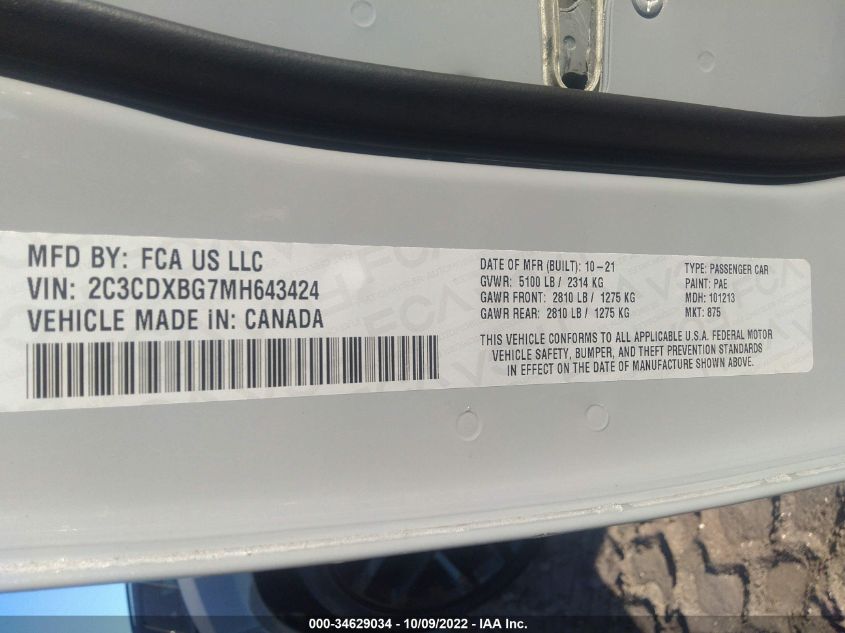 MFD BY: FCA US LLC
VIN: 2C3CDXBG7MH643424
VEHICLE MADE iN: CANADA
DATE OF MFR (BUILT): 10-21
GVWR: 5100 LB / 2314 KG
GAWR FRONT: 2810 LB / 1275 KG
GAWR REAR: 2810 LB / 1275 KG
TYPE: PASSENGER CAR
PAINT: PAE
MDH: 101213
MKT: 875
THIS VEHICLE CONFORMS TO ALL APPLICABLE U.S.A. FEDERAL MOTOR
VEHICLE SAFETY, BUMPER, AND THEFT PREVENTION STANDARDS
IN EFFECT ON THE DATE OF MANUFACTURE SHOWN ABOVE.
000-34629034 - 10/09/2022 - IAA Inc.